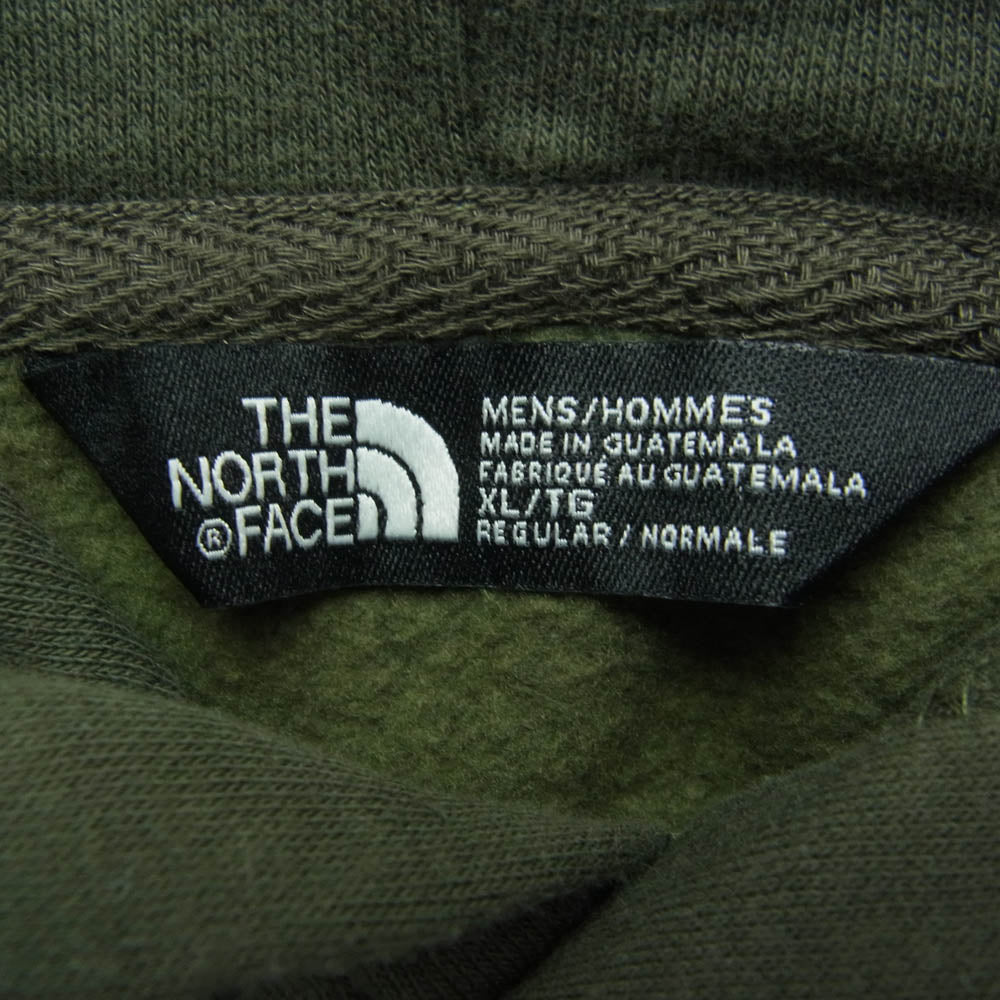 THE
NORTH
® FACE
MENS/HOMMES
MADE IN GUATEMALA
FABRIQUÉ AU GUATEMALA
XL/TG
REGULAR / NORMALE